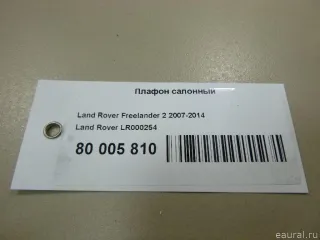 Плафон салонный
Land Rover Freelander 2 2007-2014
Land Rover LR000254
80 005 810
eaural.ru